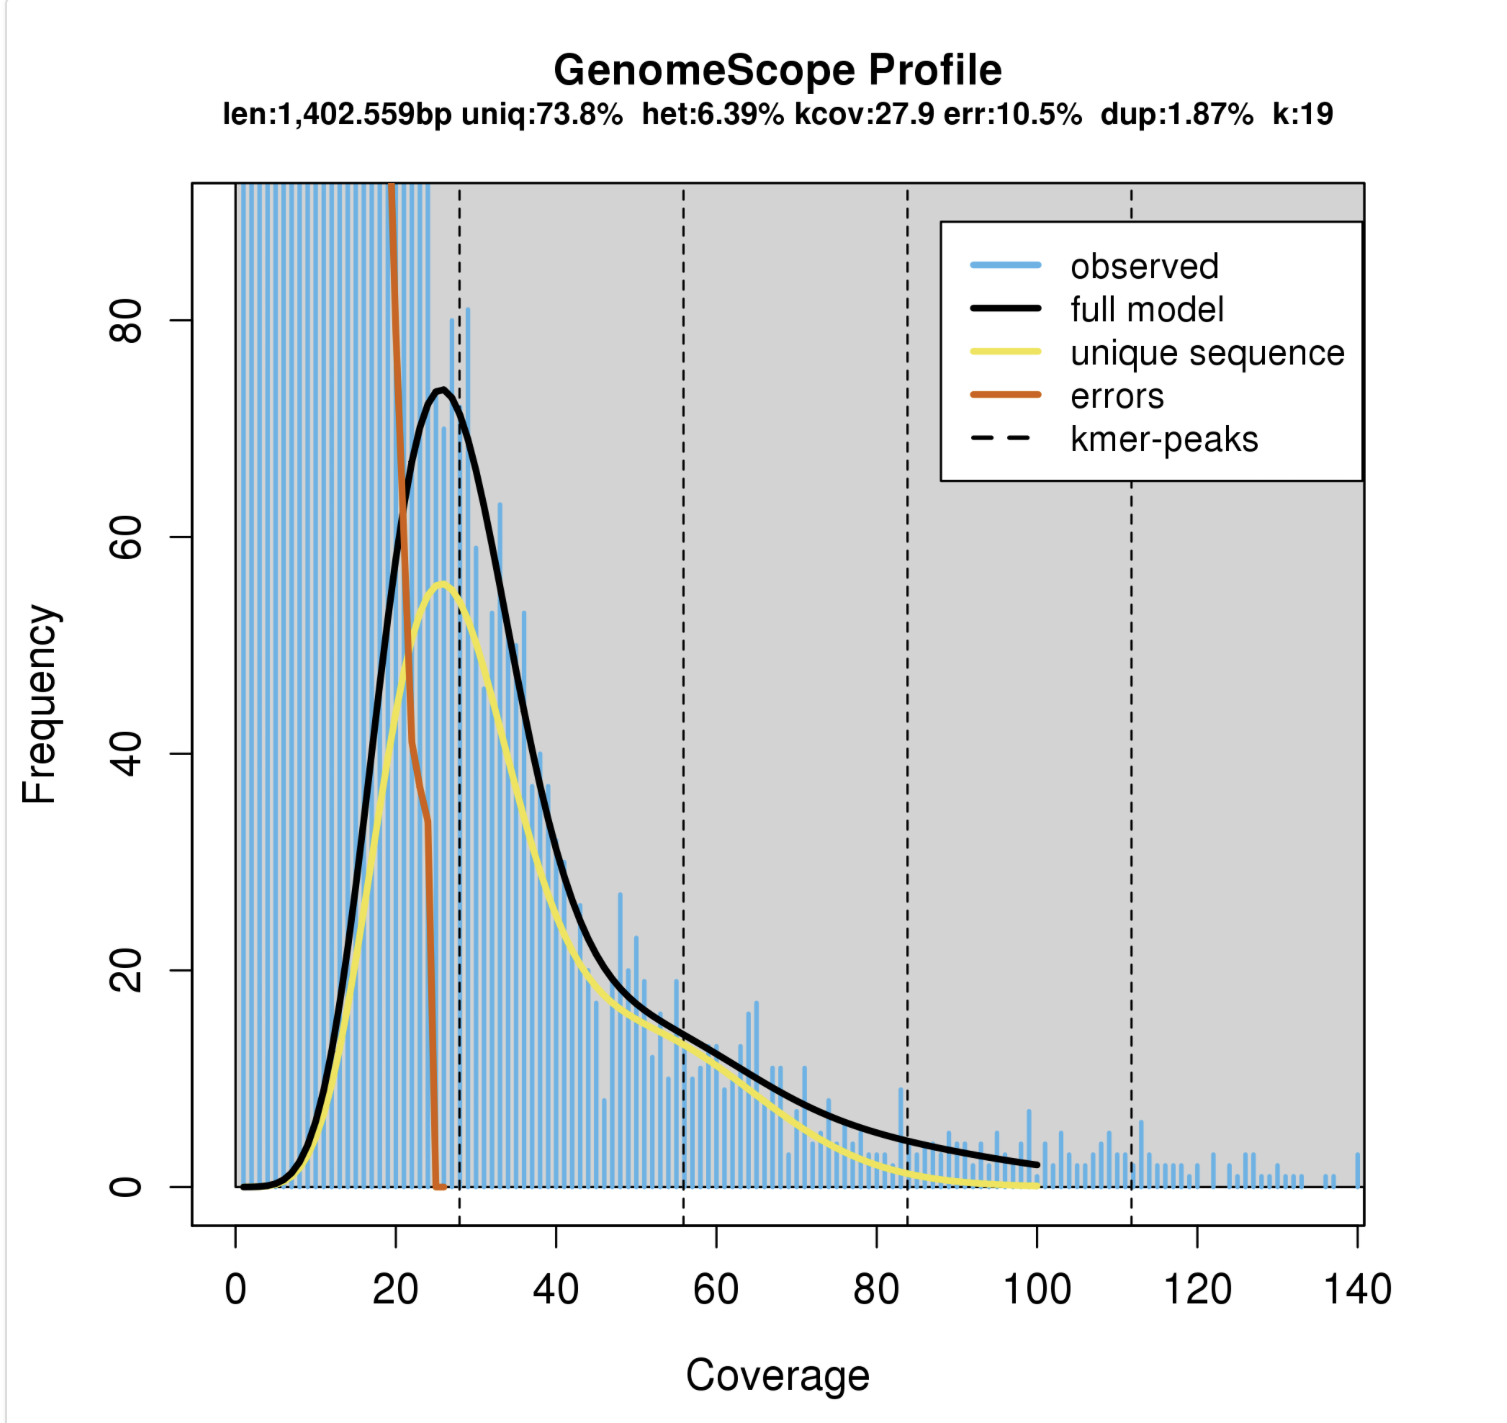 GenomeScope Profile
len:1,402.559bp uniq:73.8% het:6.39% kcov:27.9 err:10.5% dup:1.87% k:19
observed
full model
unique sequence
errors
kmer-peaks
Frequency
80
60
40
20
0
0 20 40 60 80 100 120 140
Coverage